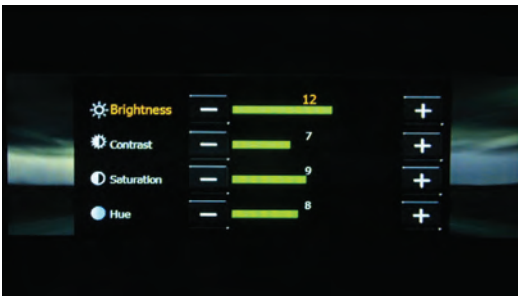 Brightness − 12 +
Contrast − 7 +
Saturation − 9 +
Hue − 8 +